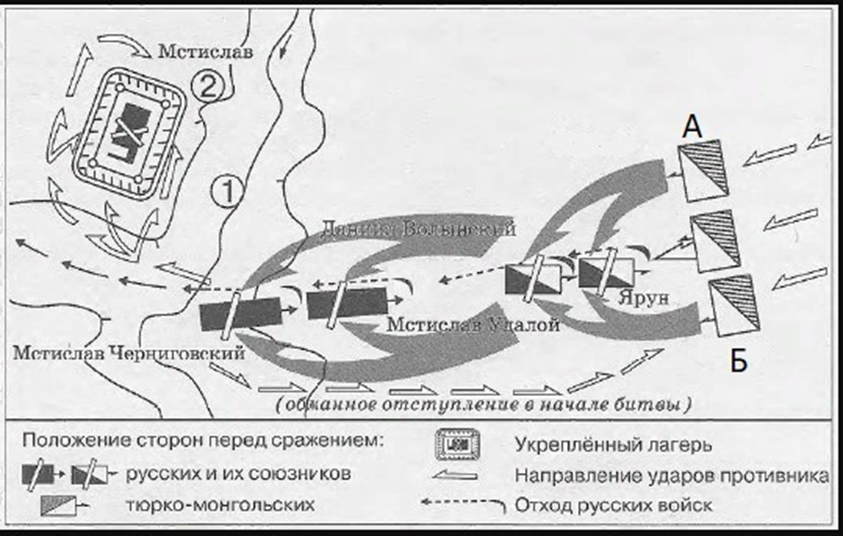 Мстислав
2
А
1
Даниил Волынский
Ярун
Мстислав Удалой
Мстислав Черниговский
Б
(обманное отступление в начале битвы)
Положение сторон перед сражением:
русских и их союзников
тюрко-монгольских
Укреплённый лагерь
Направление ударов противника
Отход русских войск